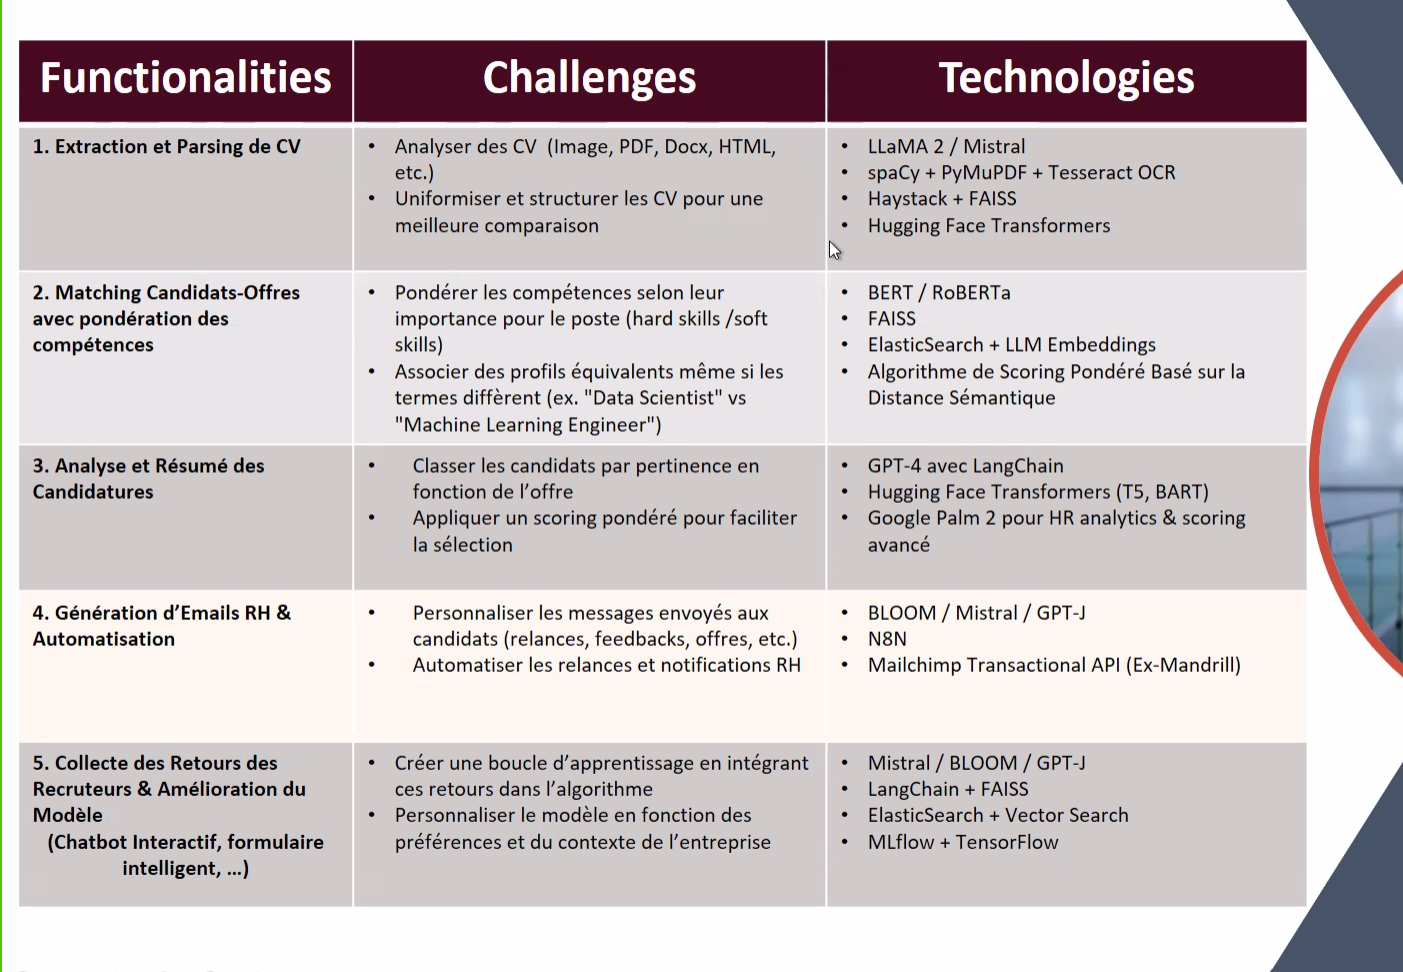 Functionalities
Challenges
Technologies
1. Extraction et Parsing de CV
• Analyser des CV (Image, PDF, Docx, HTML,
etc.)
• Uniformiser et structurer les CV pour une
meilleure comparaison
• LLaMA 2 / Mistral
• spaCy + PyMuPDF + Tesseract OCR
• Haystack + FAISS
• Hugging Face Transformers
2. Matching Candidats-Offres
avec pondération des
compétences
• Pondérer les compétences selon leur
importance pour le poste (hard skills /soft
skills)
• Associer des profils équivalents même si les
termes diffèrent (ex. "Data Scientist" vs
"Machine Learning Engineer")
• BERT / RoBERTa
• FAISS
• ElasticSearch + LLM Embeddings
• Algorithme de Scoring Pondéré Basé sur la
Distance Sémantique
3. Analyse et Résumé des
Candidatures
• Classer les candidats par pertinence en
fonction de l’offre
• Appliquer un scoring pondéré pour faciliter
la sélection
• GPT-4 avec LangChain
• Hugging Face Transformers (T5, BART)
• Google Palm 2 pour HR analytics & scoring
avancé
4. Génération d’Emails RH &
Automatisation
• Personnaliser les messages envoyés aux
candidats (relances, feedbacks, offres, etc.)
• Automatiser les relances et notifications RH
• BLOOM / Mistral / GPT-J
• N8N
• Mailchimp Transactional API (Ex-Mandrill)
5. Collecte des Retours des
Recruteurs & Amélioration du
Modèle
(Chatbot Interactif, formulaire
intelligent, ...)
• Créer une boucle d’apprentissage en intégrant
ces retours dans l’algorithme
• Personnaliser le modèle en fonction des
préférences et du contexte de l’entreprise
• Mistral / BLOOM / GPT-J
• LangChain + FAISS
• ElasticSearch + Vector Search
• MLflow + TensorFlow